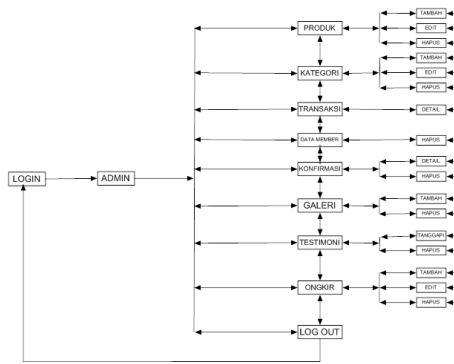 PRODUK
TAMBAH
EDIT
HAPUS
KATEGORI
TAMBAH
EDIT
HAPUS
TRANSAKSI
DETAIL
DATA MEMBER
HAPUS
LOGIN
ADMIN
KONFIRMASI
DETAIL
HAPUS
GALERI
TAMBAH
HAPUS
TESTIMONI
TANGGAPI
HAPUS
ONGKIR
TAMBAH
EDIT
HAPUS
LOG OUT